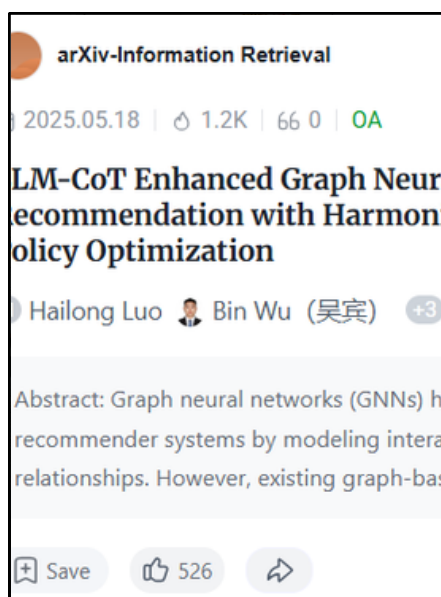 arXiv-Information Retrieval
2025.05.18 1.2K 66 0 OA
LM-CoT Enhanced Graph Neur
ecommendation with Harmon
olicy Optimization
Hailong Luo Bin Wu (吴宾) +3
Abstract: Graph neural networks (GNNs) h
recommender systems by modeling intera
relationships. However, existing graph-bas
Save 526